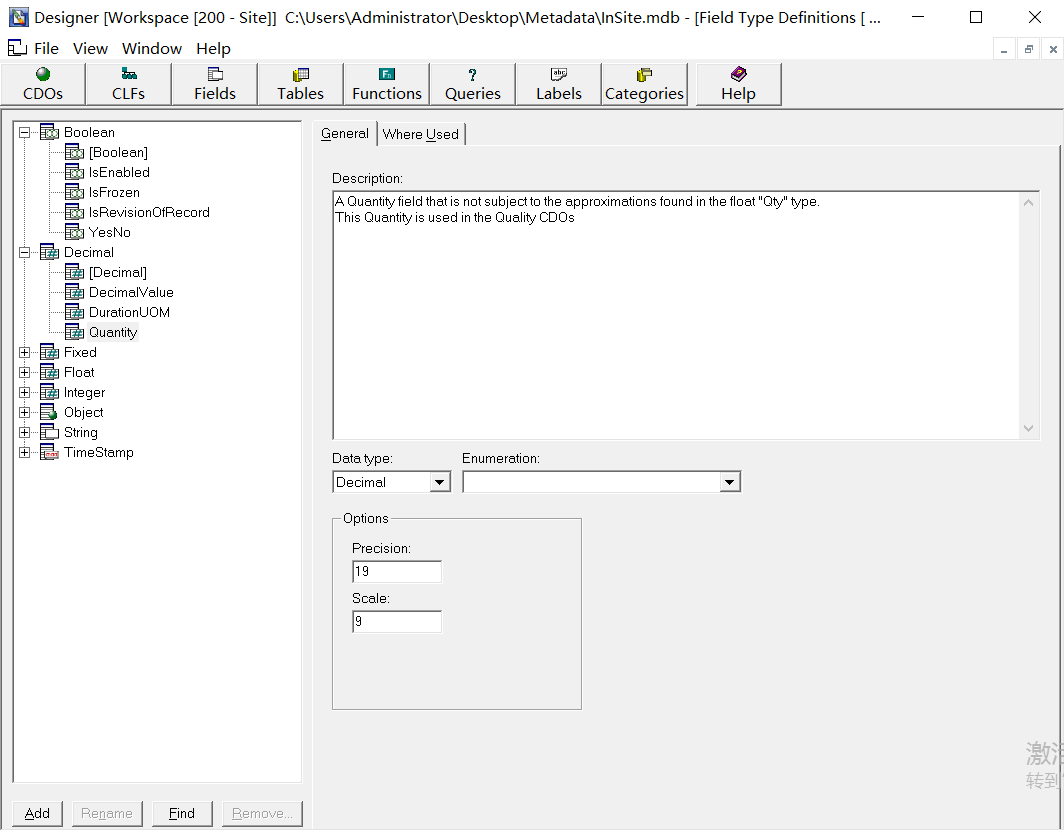 Designer [Workspace [200 - Site]]  C:\Users\Administrator\Desktop\Metadata\InSite.mdb - [Field Type Definitions [ ...
File View Window Help
CDOs CLFs Fields Tables Functions Queries Labels Categories Help
Boolean
[Boolean]
IsEnabled
IsFrozen
IsRevisionOfRecord
YesNo
Decimal
[Decimal]
DecimalValue
DurationUOM
Quantity
Fixed
Float
Integer
Object
String
TimeStamp
Add Rename Find Remove...
General Where Used
Description:
A Quantity field that is not subject to the approximations found in the float "Qty" type.
This Quantity is used in the Quality CDOs
Data type: Enumeration:
Decimal
Options
Precision:
19
Scale:
9
激活
转到